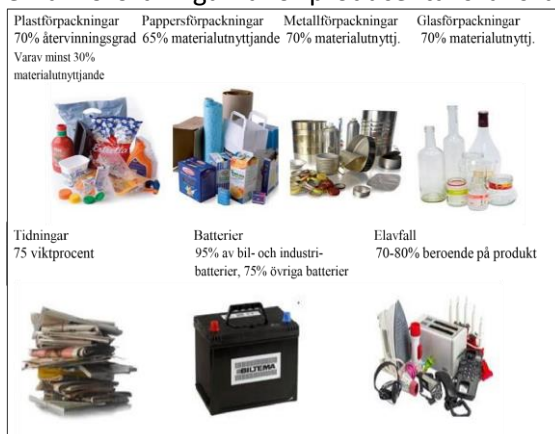 Plastförpackningar Pappersförpackningar Metallförpackningar Glasförpackningar
70% återvinningsgrad 65% materialutnyttjande 70% materialutnyttj. 70% materialutnyttj.
Varav minst 30%
materialutnyttjande
Tidningar Batterier Elavfall
75 viktprocent 95% av bil- och industri- 70-80% beroende på produkt
batterier, 75% övriga batterier
BILTEMA